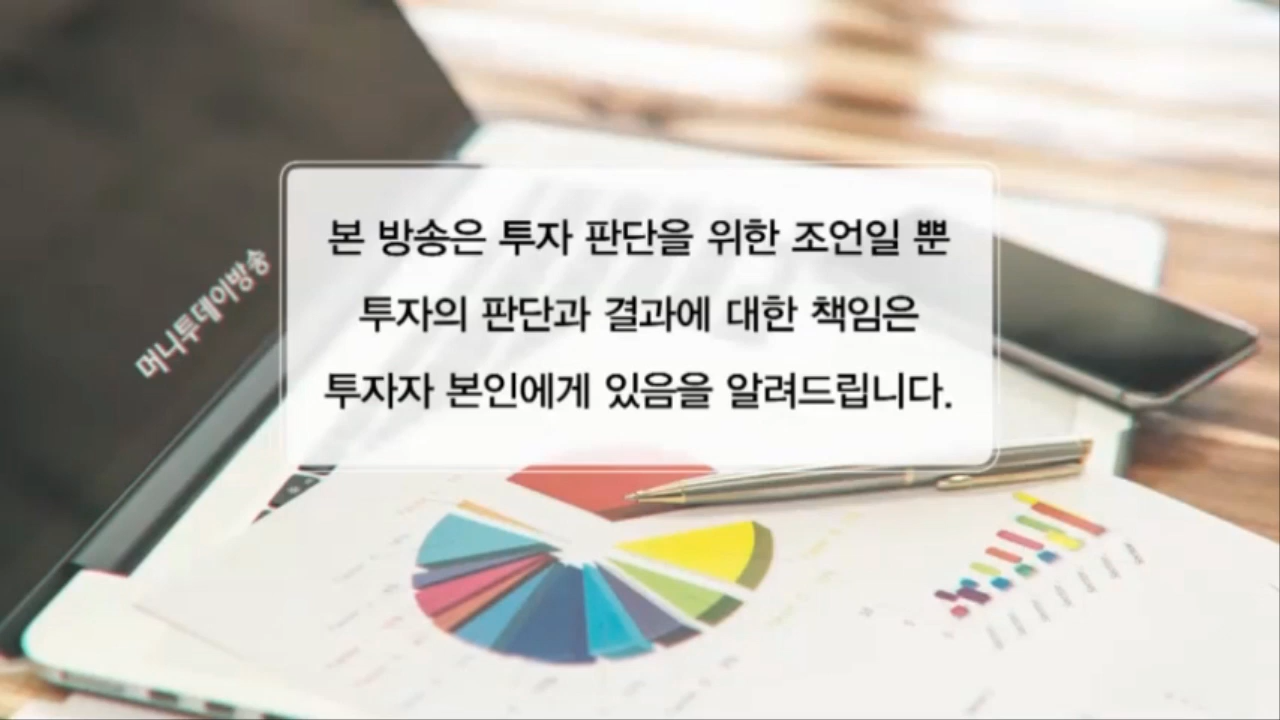 본 방송은 투자 판단을 위한 조언일 뿐
투자의 판단과 결과에 대한 책임은
투자자 본인에게 있음을 알려드립니다.
머니투데이방송